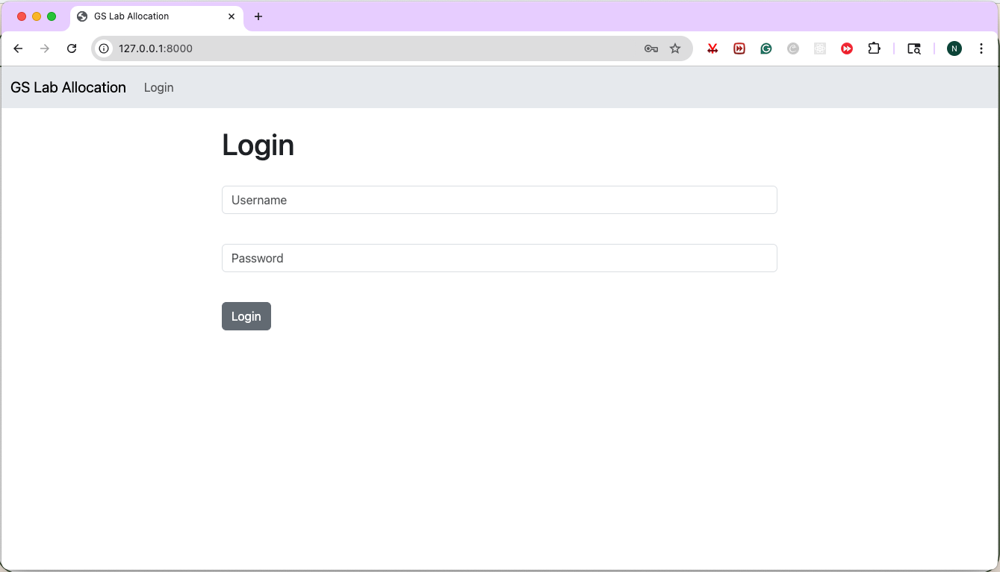 GS Lab Allocation
127.0.0.1:8000
N
GS Lab Allocation Login
Login
Username
Password
Login